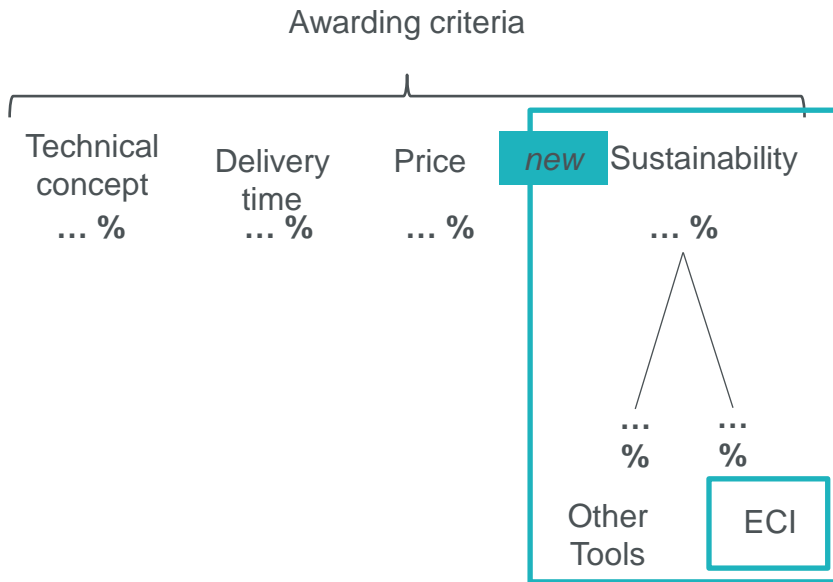 Awarding criteria
Technical
concept
… %
Delivery
time
… %
Price
… %
new
Sustainability
… %
…
%
…
%
Other
Tools
ECI